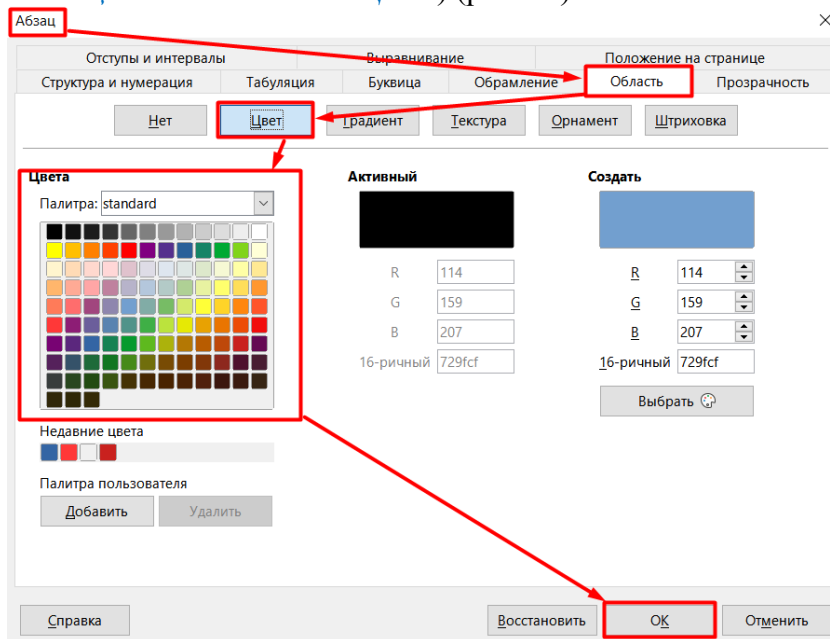 Абзац
Отступы и интервалы Выравнивание Положение на странице
Структура и нумерация Табуляция Буквица Обрамление Область Прозрачность
Нет Цвет Градиент Текстура Орнамент Штриховка
Цвета Активный Создать
Палитра: standard
R 114 R 114
G 159 G 159
B 207 B 207
16-ричный 729fcf 16-ричный 729fcf
Выбрать
Недавние цвета
Палитра пользователя
Добавить Удалить
Справка Восстановить ОК Отменить